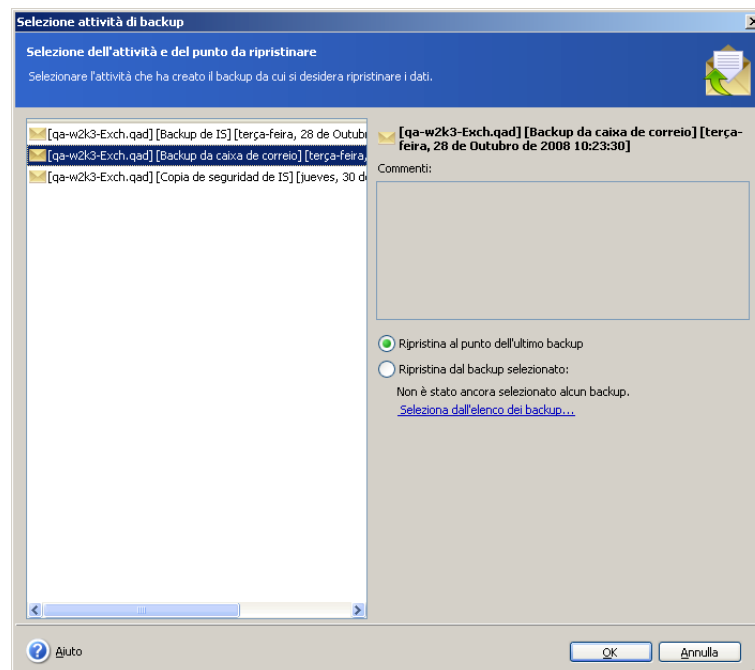 Selezione attività di backup
Selezione dell'attività e del punto da ripristinare
Selezionare l'attività che ha creato il backup da cui si desidera ripristinare i dati.
[qa-w2k3-Exch.qad] [Backup de IS] [terça-feira, 28 de Outub
[qa-w2k3-Exch.qad] [Backup da caixa de correio] [terça-feira,
[qa-w2k3-Exch.qad] [Copia de seguridad de IS] [jueves, 30 d
[qa-w2k3-Exch.qad] [Backup da caixa de correio] [terça-
feira, 28 de Outubro de 2008 10:23:30]
Commenti:
Ripristina al punto dell'ultimo backup
Ripristina dal backup selezionato:
Non è stato ancora selezionato alcun backup.
Seleziona dall'elenco dei backup...
Aiuto
OK
Annulla